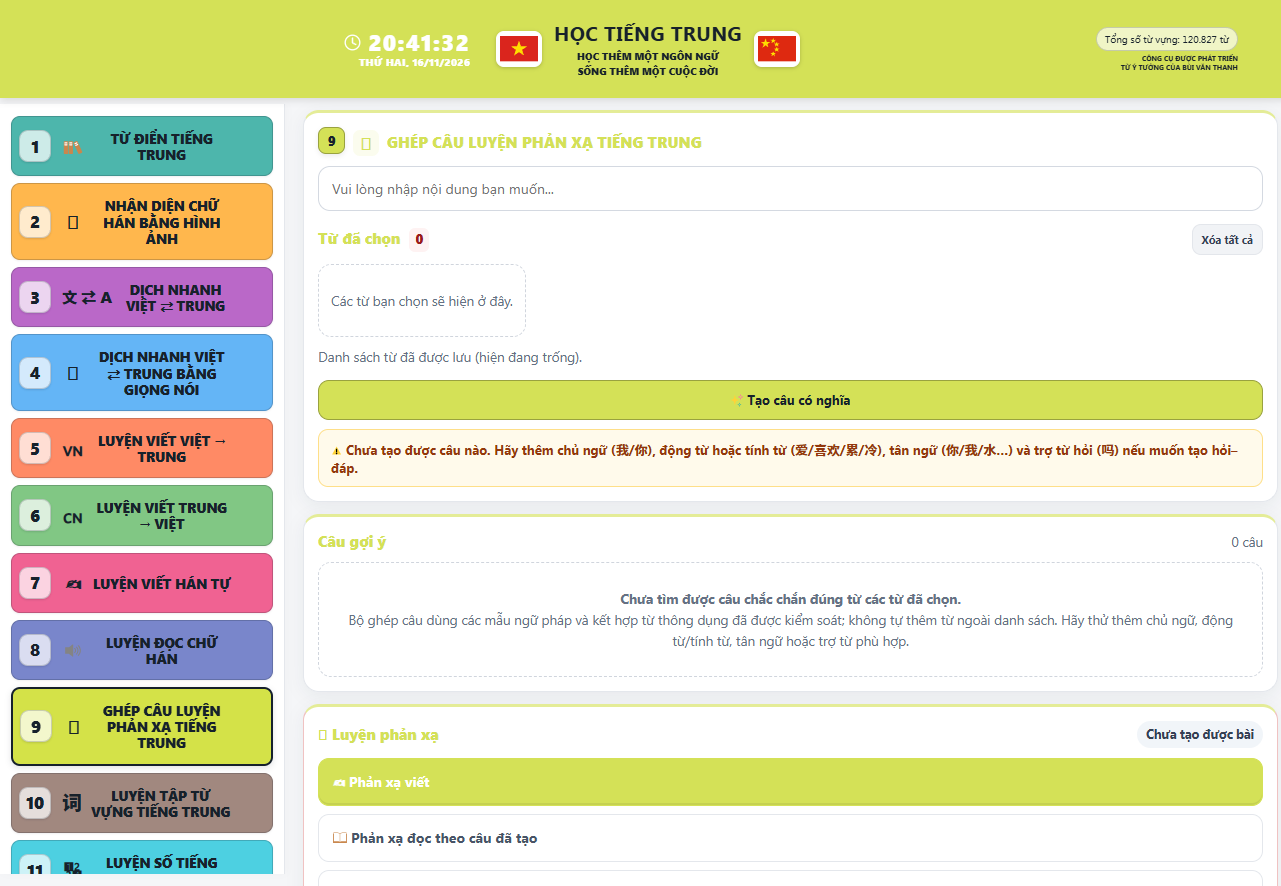 20:41:32
THỨ HAI, 16/11/2026
HỌC TIẾNG TRUNG
HỌC THÊM MỘT NGÔN NGỮ
SỐNG THÊM MỘT CUỘC ĐỜI
Tổng số từ vựng: 120.827 từ
CÔNG CỤ ĐƯỢC PHÁT TRIỂN
TỪ Ý TƯỞNG CỦA BÙI VĂN THANH
1
TỪ ĐIỂN TIẾNG
TRUNG
2
NHẬN DIỆN CHỮ
HÁN BẰNG HÌNH
ẢNH
3 文 ⇄ A
DỊCH NHANH
VIỆT ⇄ TRUNG
4
DỊCH NHANH VIỆT
⇄ TRUNG BẰNG
GIỌNG NÓI
5 VN
LUYỆN VIẾT VIỆT →
TRUNG
6 CN
LUYỆN VIẾT TRUNG
→ VIỆT
7 ✍ LUYỆN VIẾT HÁN TỰ
8
LUYỆN ĐỌC CHỮ
HÁN
9
GHÉP CÂU LUYỆN
PHẢN XẠ TIẾNG
TRUNG
10 词
LUYỆN TẬP TỪ
VỰNG TIẾNG TRUNG
11
LUYỆN SỐ TIẾNG
9 GHÉP CÂU LUYỆN PHẢN XẠ TIẾNG TRUNG
Vui lòng nhập nội dung bạn muốn...
Từ đã chọn 0
Xóa tất cả
Các từ bạn chọn sẽ hiện ở đây.
Danh sách từ đã được lưu (hiện đang trống).
✨ Tạo câu có nghĩa
⚠ Chưa tạo được câu nào. Hãy thêm chủ ngữ (我/你), động từ hoặc tính từ (爱/喜欢/累/冷), tân ngữ (你/我/水...) và trợ từ hỏi (吗) nếu muốn tạo hỏi–
đáp.
Câu gợi ý
0 câu
Chưa tìm được câu chắc chắn đúng từ các từ đã chọn.
Bộ ghép câu dùng các mẫu ngữ pháp và kết hợp từ thông dụng đã được kiểm soát; không tự thêm từ ngoài danh sách. Hãy thử thêm chủ ngữ, động
từ/tính từ, tân ngữ hoặc trợ từ phù hợp.
Luyện phản xạ
Chưa tạo được bài
✍ Phản xạ viết
📖 Phản xạ đọc theo câu đã tạo